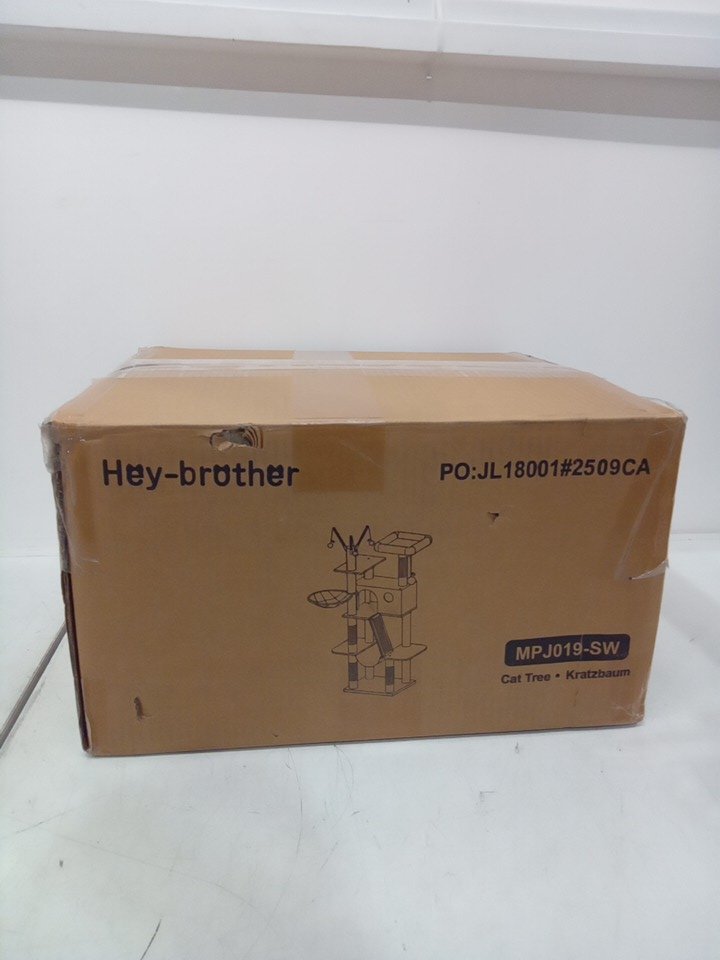 Hey-brother
PO:JL18001#2509CA
MPJ019-SW
Cat Tree • Kratzbaum